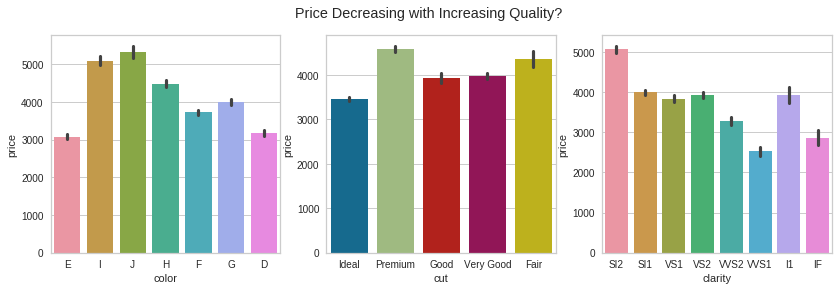 Price Decreasing with Increasing Quality?
price
5000
4000
3000
2000
1000
0
E I J H F G D
color
price
4000
3000
2000
1000
0
Ideal Premium Good Very Good Fair
cut
price
5000
4000
3000
2000
1000
0
SI2 SI1 VS1 VS2 VVS2 VVS1 I1 IF
clarity